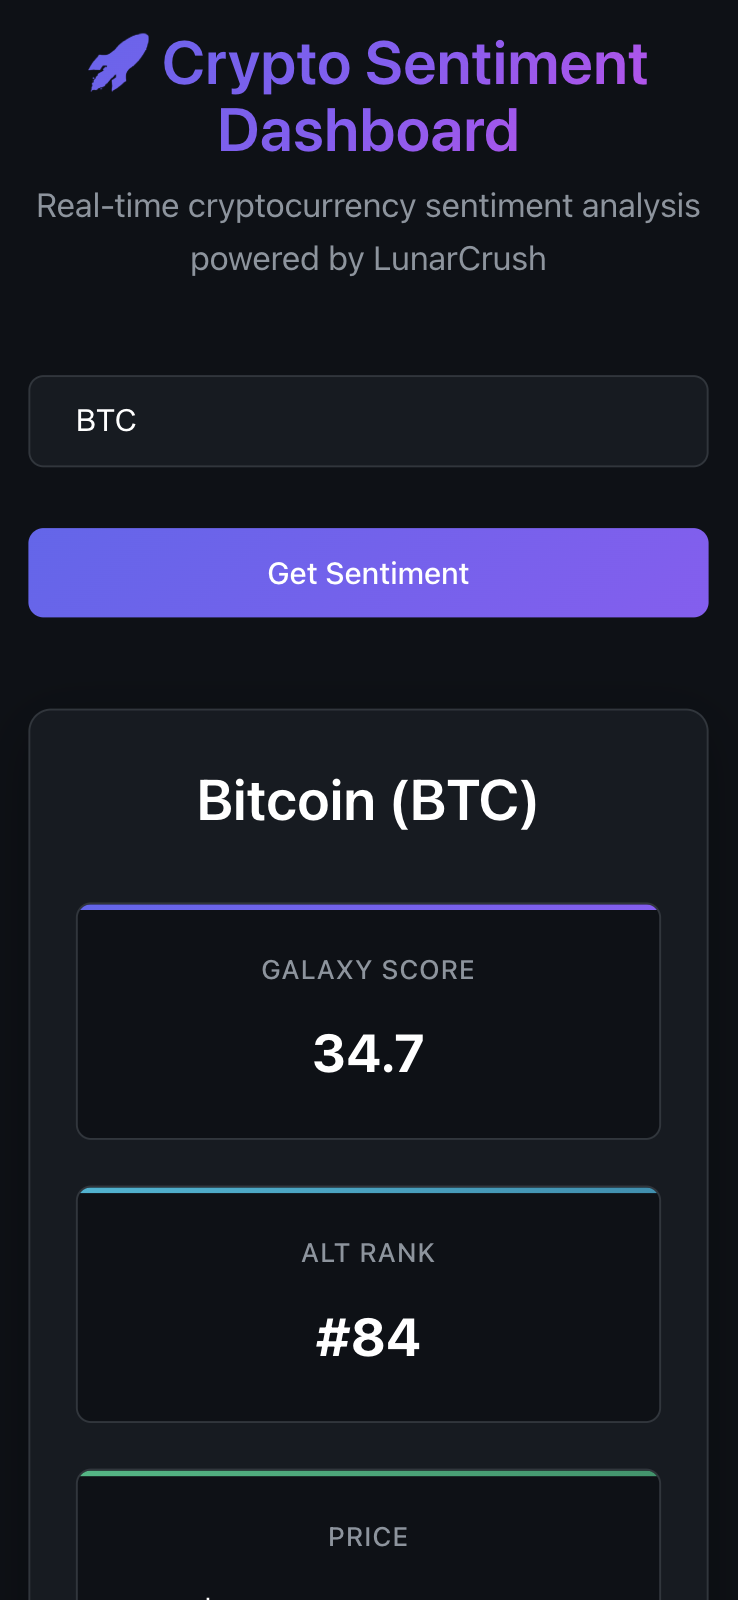 Crypto Sentiment
Dashboard
Real-time cryptocurrency sentiment analysis
powered by LunarCrush
BTC
Get Sentiment
Bitcoin (BTC)
GALAXY SCORE
34.7
ALT RANK
#84
PRICE